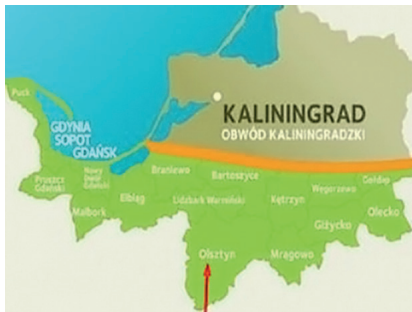 Puck
KALININGRAD
OBWÓD KALININGRADZKI
GDYNIA
SOPOT
GDAŃSK
Pruszcz
Gdański
Nowy
Dwór
Gdański
Malbork
Elbląg
Braniewo
Lidzbark Warmiński
Bartoszyce
Kętrzyn
Węgorzewo
Gołdap
Olecko
Giżycko
Mrągowo
Olsztyn